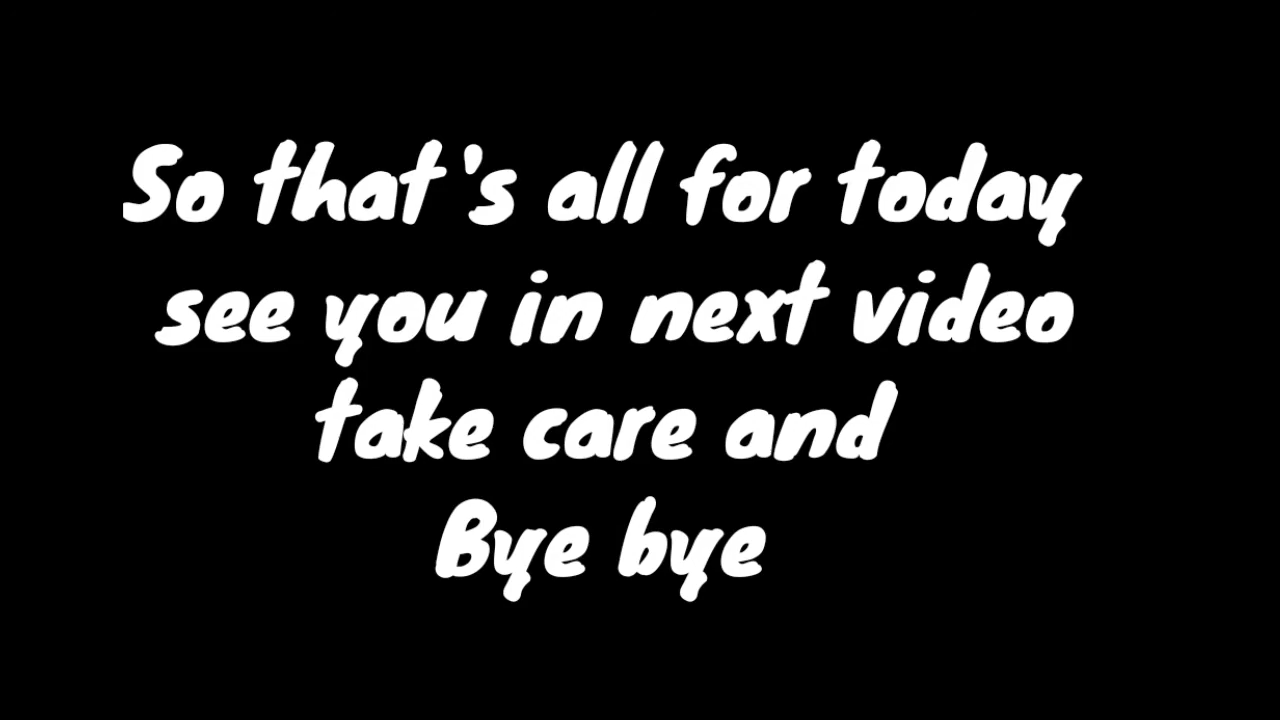 So that's all for today
see you in next video
take care and
Bye bye